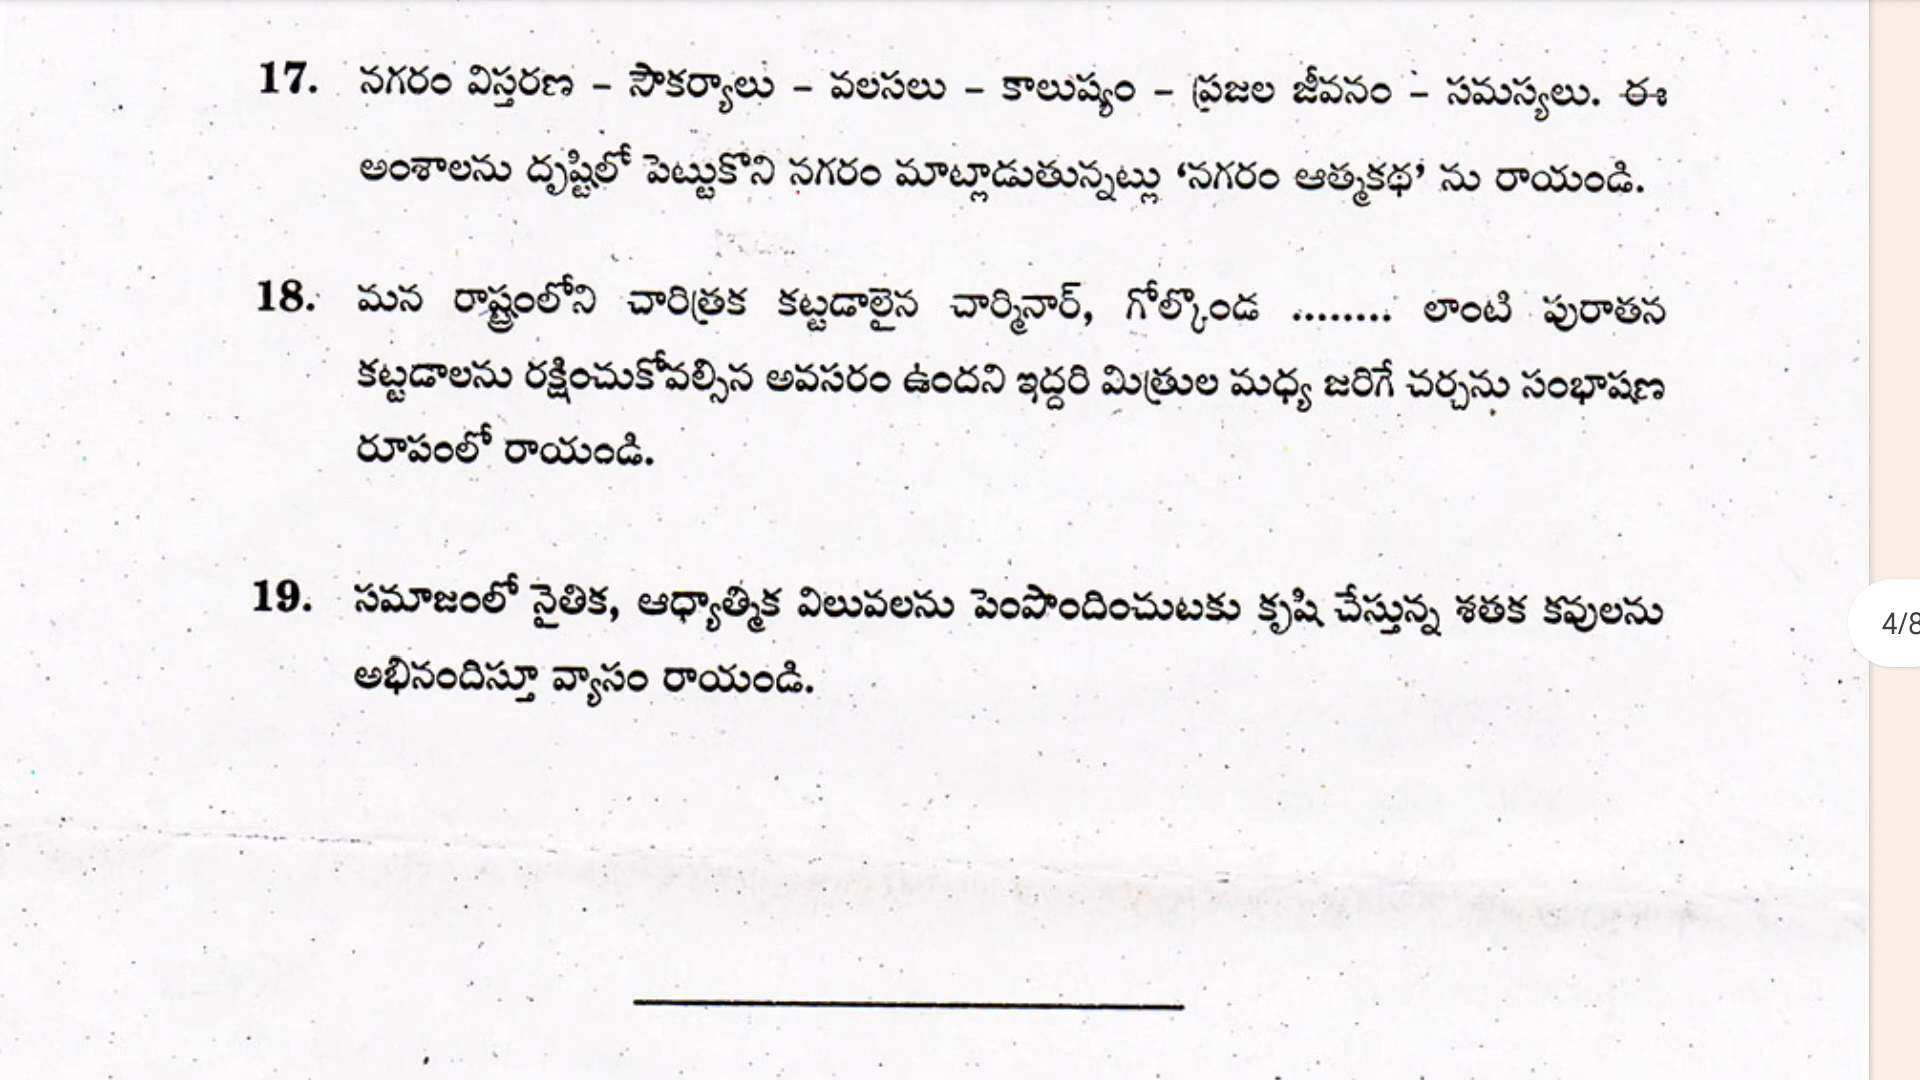 17. నగరం విస్తరణ – సౌకర్యాలు – వలసలు – కాలుష్యం – ప్రజల జీవనం – సమస్యలు. ఈ
అంశాలను దృష్టిలో పెట్టుకొని నగరం మాట్లాడుతున్నట్లు ‘నగరం ఆత్మకథ’ ను రాయండి.
18. మన రాష్ట్రంలోని చారిత్రక కట్టడాలైన చార్మినార్, గోల్కొండ ........ లాంటి పురాతన
కట్టడాలను రక్షించుకోవల్సిన అవసరం ఉందని ఇద్దరి మిత్రుల మధ్య జరిగే చర్చను సంభాషణ
రూపంలో రాయండి.
19. సమాజంలో నైతిక, ఆధ్యాత్మిక విలువలను పెంపొందించుటకు కృషి చేస్తున్న శతక కవులను
అభినందిస్తూ వ్యాసం రాయండి.
4/8